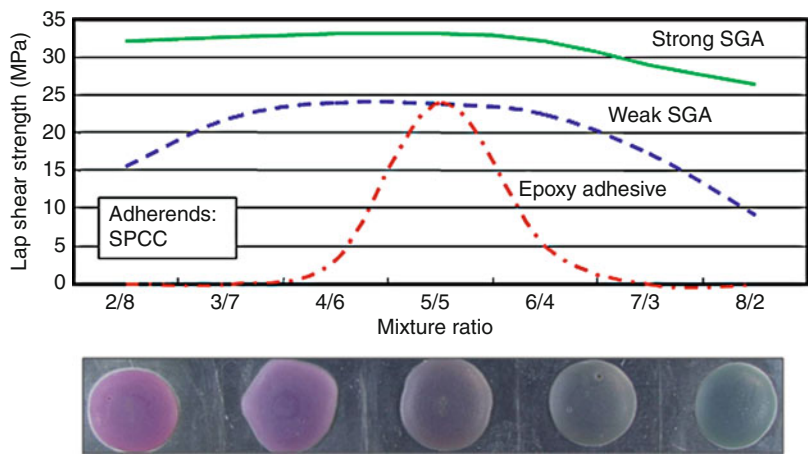 35
30
25
20
15
10
5
0
Lap shear strength (MPa)
Strong SGA
Weak SGA
Epoxy adhesive
Adherends:
SPCC
2/8 3/7 4/6 5/5 6/4 7/3 8/2
Mixture ratio